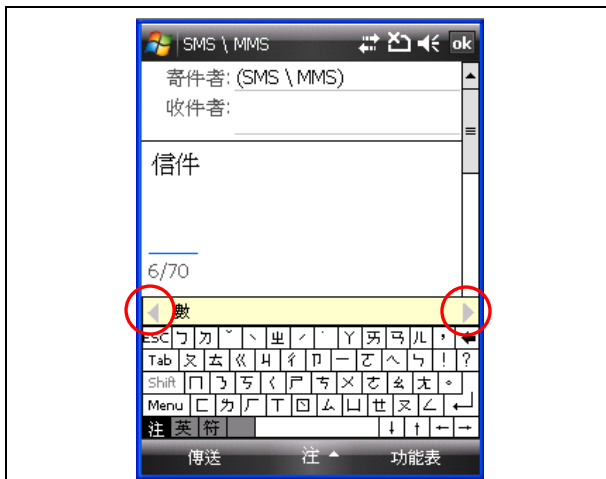 SMS \ MMS ok
寄件者: (SMS \ MMS)
收件者:
信件
6/70
數
ESC ㄅ ㄉ ˇ ˋ ㄓ ˊ ˙ ㄚ ㄞ ㄢ ㄦ , ←
Tab ㄆ ㄊ ㄍ ㄐ ㄔ ㄗ ㄧ ㄛ ㄟ ㄣ ! ?
Shift ㄇ ㄋ ㄎ ㄑ ㄕ ㄘ ㄨ ㄜ ㄠ ㄤ 。
Menu ㄈ ㄌ ㄏ ㄒ ㄖ ㄙ ㄩ ㄝ ㄡ ㄥ ↵
注 英 符 ↓ ↑ ← →
傳送 注 功能表